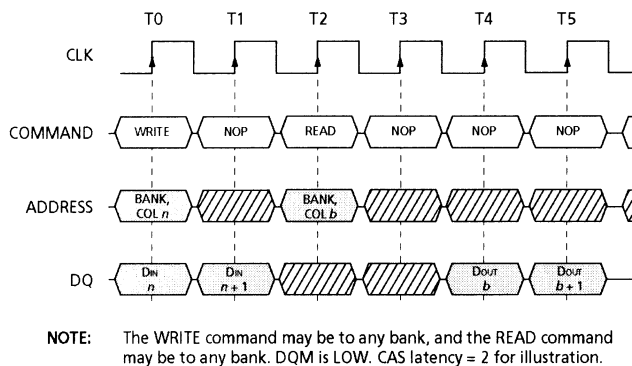 T0 T1 T2 T3 T4 T5
CLK
COMMAND WRITE NOP READ NOP NOP NOP
ADDRESS BANK, COL n BANK, COL b
DQ DIN n DIN n + 1 DOUT b DOUT b + 1
NOTE: The WRITE command may be to any bank, and the READ command
may be to any bank. DQM is LOW. CAS latency = 2 for illustration.